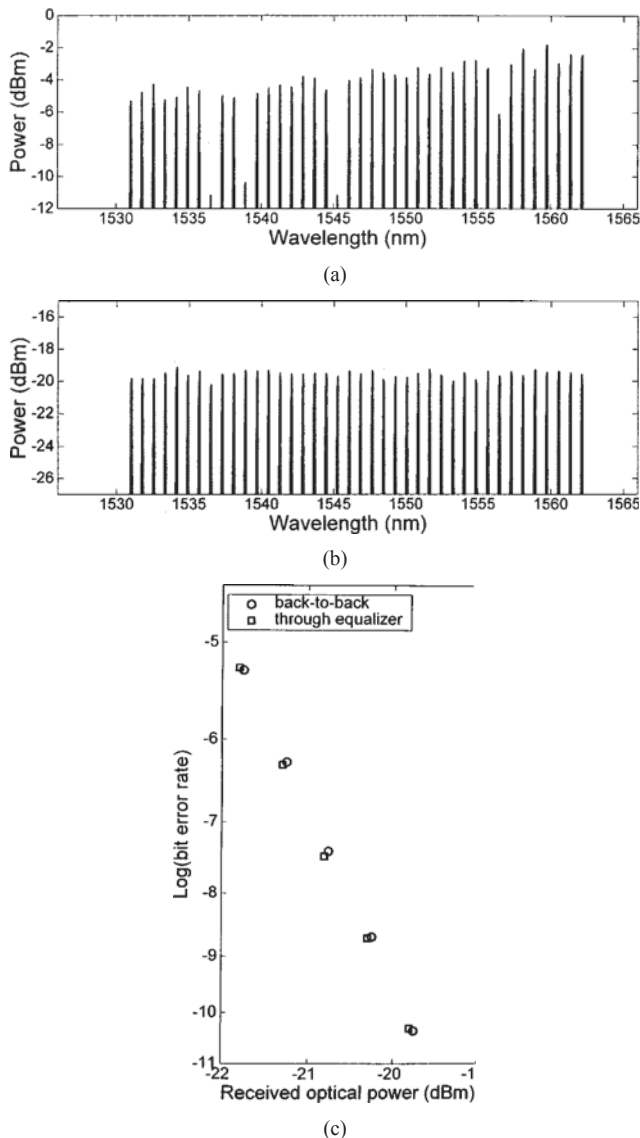 0
-2
-4
-6
-8
-10
-12
Power (dBm)
1530 1535 1540 1545 1550 1555 1560 1565
Wavelength (nm)
(a)
-16
-18
-20
-22
-24
-26
Power (dBm)
1530 1535 1540 1545 1550 1555 1560 1565
Wavelength (nm)
(b)
back-to-back
through equalizer
-5
-6
-7
-8
-9
-10
-11
Log(bit error rate)
-22 -21 -20 -1
Received optical power (dBm)
(c)